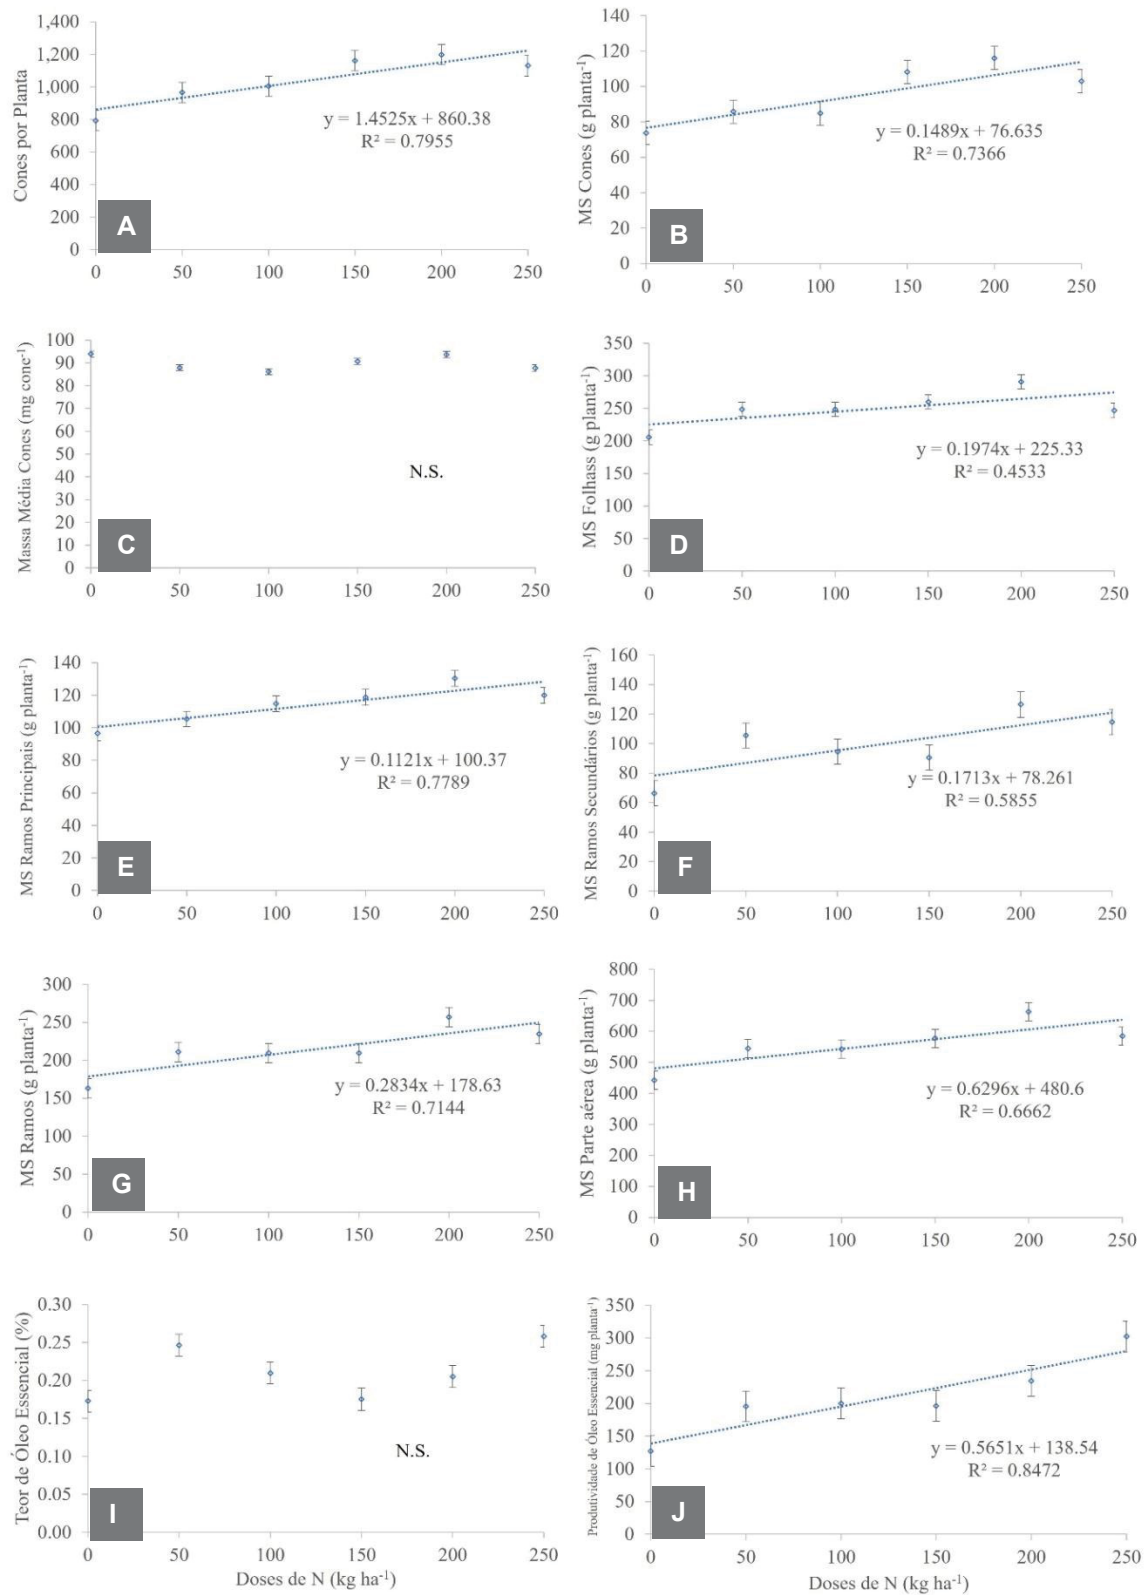 1,400
1,200
1,000
800
600
400
200
0
Cones por Planta
y = 1.4525x + 860.38
R² = 0.7955
A
0 50 100 150 200 250
140
120
100
80
60
40
20
0
MS Cones (g planta⁻¹)
y = 0.1489x + 76.635
R² = 0.7366
B
0 50 100 150 200 250
100
90
80
70
60
50
40
30
20
10
0
Massa Média Cones (mg cone⁻¹)
N.S.
C
0 50 100 150 200 250
350
300
250
200
150
100
50
0
MS Folhass (g planta⁻¹)
y = 0.1974x + 225.33
R² = 0.4533
D
0 50 100 150 200 250
140
120
100
80
60
40
20
0
MS Ramos Principais (g planta⁻¹)
y = 0.1121x + 100.37
R² = 0.7789
E
0 50 100 150 200 250
160
140
120
100
80
60
40
20
0
MS Ramos Secundários (g planta⁻¹)
y = 0.1713x + 78.261
R² = 0.5855
F
0 50 100 150 200 250
300
250
200
150
100
50
0
MS Ramos (g planta⁻¹)
y = 0.2834x + 178.63
R² = 0.7144
G
0 50 100 150 200 250
800
700
600
500
400
300
200
100
0
MS Parte aérea (g planta⁻¹)
y = 0.6296x + 480.6
R² = 0.6662
H
0 50 100 150 200 250
0.30
0.25
0.20
0.15
0.10
0.05
0.00
Teor de Óleo Essencial (%)
N.S.
I
0 50 100 150 200 250
Doses de N (kg ha⁻¹)
350
300
250
200
150
100
50
0
Produtividade de Óleo Essencial (mg planta⁻¹)
y = 0.5651x + 138.54
R² = 0.8472
J
0 50 100 150 200 250
Doses de N (kg ha⁻¹)